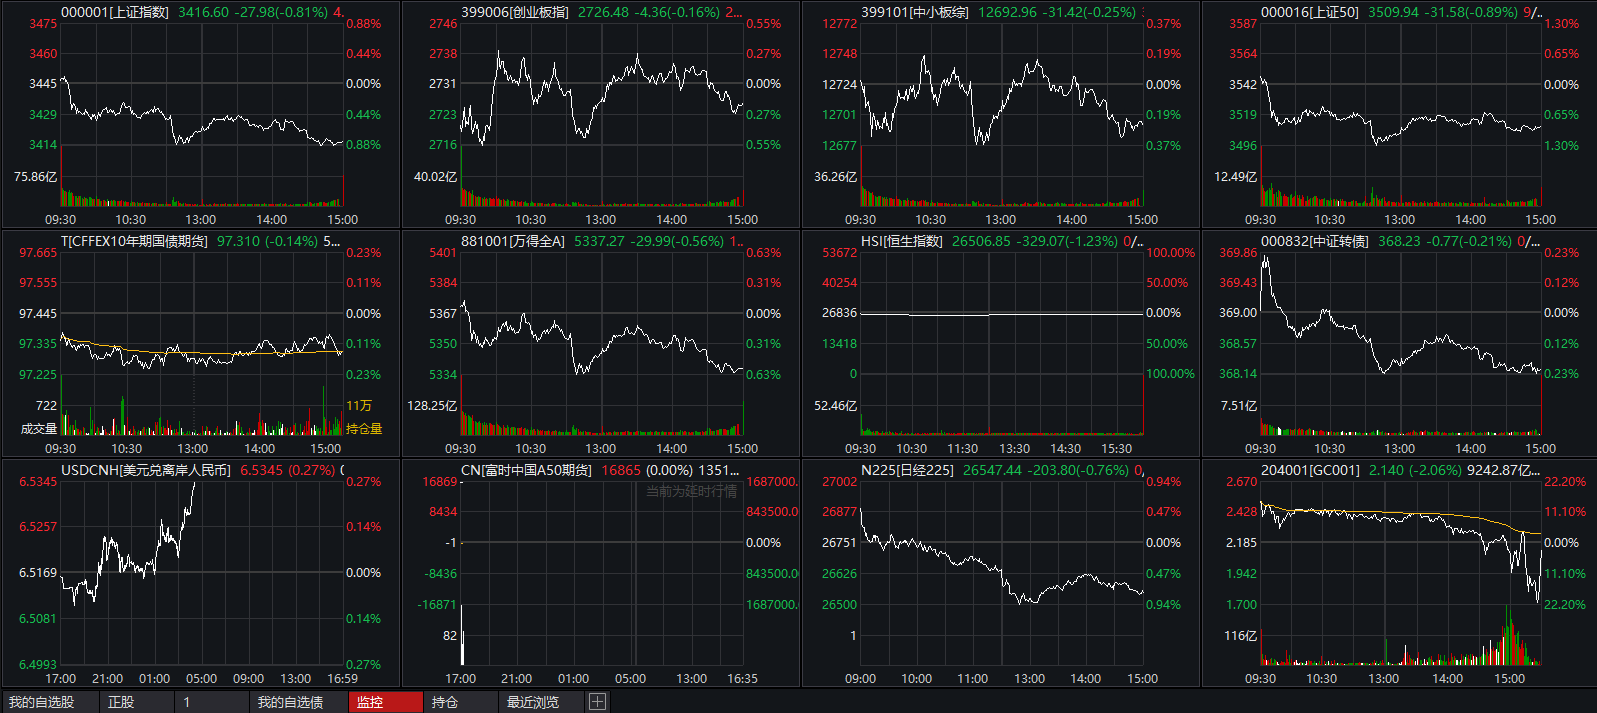 000001[上证指数] 3416.60 -27.98(-0.81%) 4.
3475 0.88%
3460 0.44%
3445 0.00%
3429 0.44%
3414 0.88%
75.86亿
09:30 10:30 13:00 14:00 15:00
399006[创业板指] 2726.48 -4.36(-0.16%) 2...
2746 0.55%
2738 0.27%
2731 0.00%
2723 0.27%
2716 0.55%
40.02亿
09:30 10:30 13:00 14:00 15:00
399101[中小板综] 12692.96 -31.42(-0.25%)
12772 0.37%
12748 0.19%
12724 0.00%
12701 0.19%
12677 0.37%
36.26亿
09:30 10:30 13:00 14:00 15:00
000016[上证50] 3509.94 -31.58(-0.89%) 9/...
3587 1.30%
3564 0.65%
3542 0.00%
3519 0.65%
3496 1.30%
12.49亿
09:30 10:30 13:00 14:00 15:00
T[CFFEX10年期国债期货] 97.310 (-0.14%) 5...
97.665 0.23%
97.555 0.11%
97.445 0.00%
97.335 0.11%
97.225 0.23%
722 11万
成交量 持仓量
09:30 10:30 13:00 14:00 15:00
881001[万得全A] 5337.27 -29.99(-0.56%) 1...
5401 0.63%
5384 0.31%
5367 0.00%
5350 0.31%
5334 0.63%
128.25亿
09:30 10:30 13:00 14:00 15:00
HSI[恒生指数] 26506.85 -329.07(-1.23%) 0/...
53672 100.00%
40254 50.00%
26836 0.00%
13418 50.00%
0 100.00%
52.46亿
09:30 10:30 11:30 13:30 14:30 15:30
000832[中证转债] 368.23 -0.77(-0.21%) 0/...
369.86 0.23%
369.43 0.12%
369.00 0.00%
368.57 0.12%
368.14 0.23%
7.51亿
09:30 10:30 13:00 14:00 15:00
USDCNH[美元兑离岸人民币] 6.5345 (0.27%) 0
6.5345 0.27%
6.5257 0.14%
6.5169 0.00%
6.5081 0.14%
6.4993 0.27%
17:00 21:00 01:00 05:00 09:00 13:00 16:59
CN[富时中国A50期货] 16865 (0.00%) 1351...
当前为延时行情
16869 1687000.
8434 843500.0
-1 0.00%
-8436 843500.0
-16871 1687000.
82
17:00 21:00 01:00 05:00 13:00 16:35
N225[日经225] 26547.44 -203.80(-0.76%) 0,
27002 0.94%
26877 0.47%
26751 0.00%
26626 0.47%
26500 0.94%
1
09:00 10:00 11:00 13:00 14:00 15:00
204001[GC001] 2.140 (-2.06%) 9242.87亿...
2.670 22.20%
2.428 11.10%
2.185 0.00%
1.942 11.10%
1.700 22.20%
116亿
09:30 10:30 13:00 14:00 15:00
我的自选股 正股 1 我的自选债 监控 持仓 最近浏览